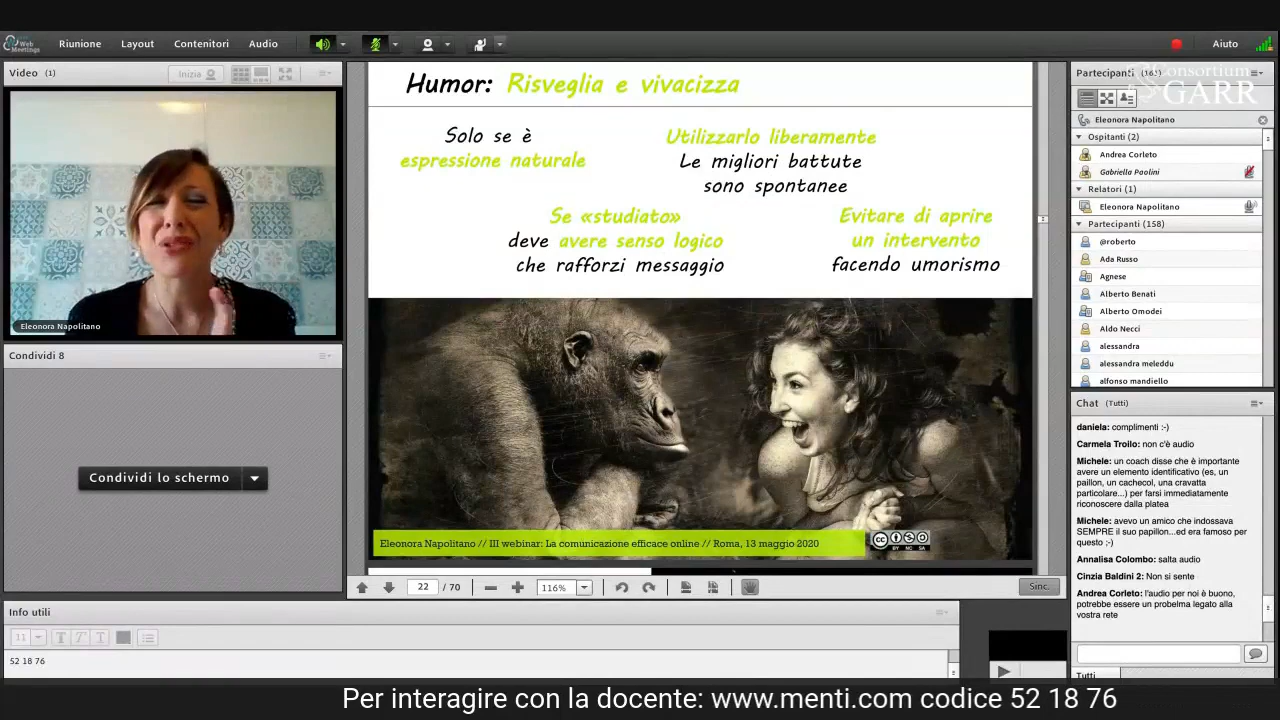 Web
Meetings
Riunione Layout Contenitori Audio
Aiuto
Video (1)
Inizia
Eleonora Napolitano
Condividi 8
Condividi lo schermo
Humor: Risveglia e vivacizza
Solo se è
espressione naturale
Utilizzarlo liberamente
Le migliori battute
sono spontanee
Se «studiato»
deve avere senso logico
che rafforzi messaggio
Evitare di aprire
un intervento
facendo umorismo
Eleonora Napolitano // III webinar: La comunicazione efficace online // Roma, 13 maggio 2020
BY NC SA
22 / 70
116%
Sinc.
Partecipanti
Consortium
GARR
Eleonora Napolitano
Ospitanti (2)
Andrea Corleto
Gabriella Paolini
Relatori (1)
Eleonora Napolitano
Partecipanti (158)
@roberto
Ada Russo
Agnese
Alberto Benati
Alberto Omodei
Aldo Necci
alessandra
alessandra meleddu
alfonso mandiello
Chat (Tutti)
daniela: complimenti :-)
Carmela Troilo: non c'è audio
Michele: un coach disse che è importante
avere un elemento identificativo (es, un
paillon, un cachecol, una cravatta
particolare...) per farsi immediatamente
riconoscere dalla platea
Michele: avevo un amico che indossava
SEMPRE il suo papillon...ed era famoso per
questo :-)
Annalisa Colombo: salta audio
Cinzia Baldini 2: Non si sente
Andrea Corleto: l'audio per noi è buono,
potrebbe essere un probelma legato alla
vostra rete
Tutti
Info utili
11 T T T
52 18 76
Per interagire con la docente: www.menti.com codice 52 18 76